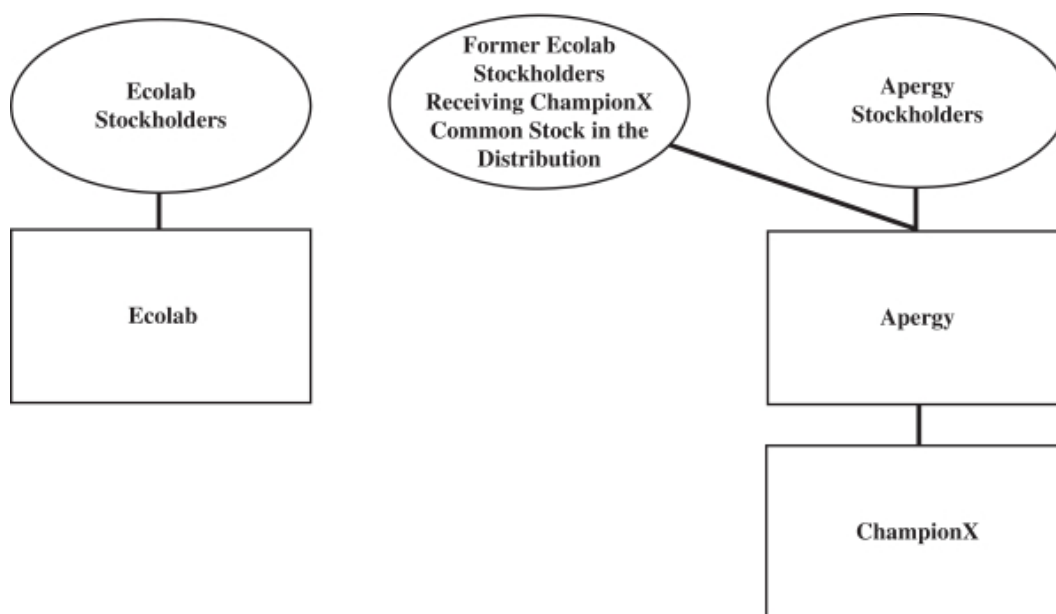 Ecolab
Stockholders
Former Ecolab
Stockholders
Receiving ChampionX
Common Stock in the
Distribution
Apergy
Stockholders
Ecolab
Apergy
ChampionX